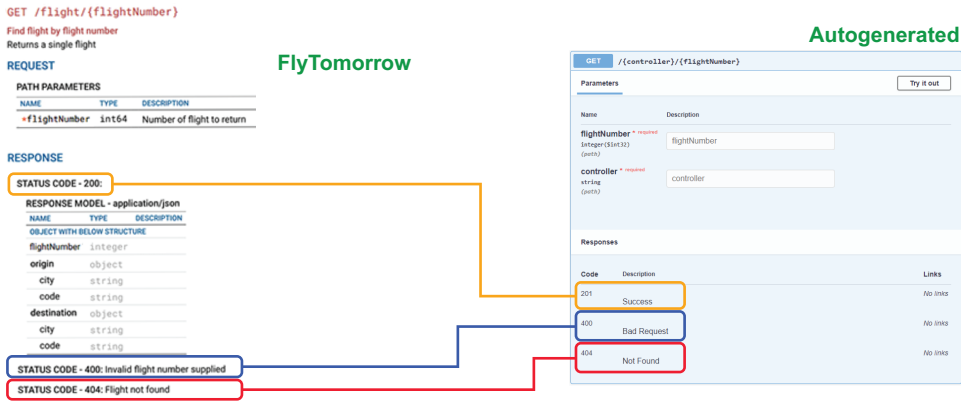 GET /flight/{flightNumber}
Find flight by flight number
Returns a single flight
REQUEST
PATH PARAMETERS
NAME TYPE DESCRIPTION
*flightNumber int64 Number of flight to return
RESPONSE
STATUS CODE - 200:
RESPONSE MODEL - application/json
NAME TYPE DESCRIPTION
OBJECT WITH BELOW STRUCTURE
flightNumber integer
origin object
city string
code string
destination object
city string
code string
STATUS CODE - 400: Invalid flight number supplied
STATUS CODE - 404: Flight not found
FlyTomorrow
Autogenerated
GET /{controller}/{flightNumber}
Parameters Try it out
Name Description
flightNumber * required
integer($int32)
(path)
flightNumber
controller * required
string
(path)
controller
Responses
Code Description Links
201 Success No links
400 Bad Request No links
404 Not Found No links